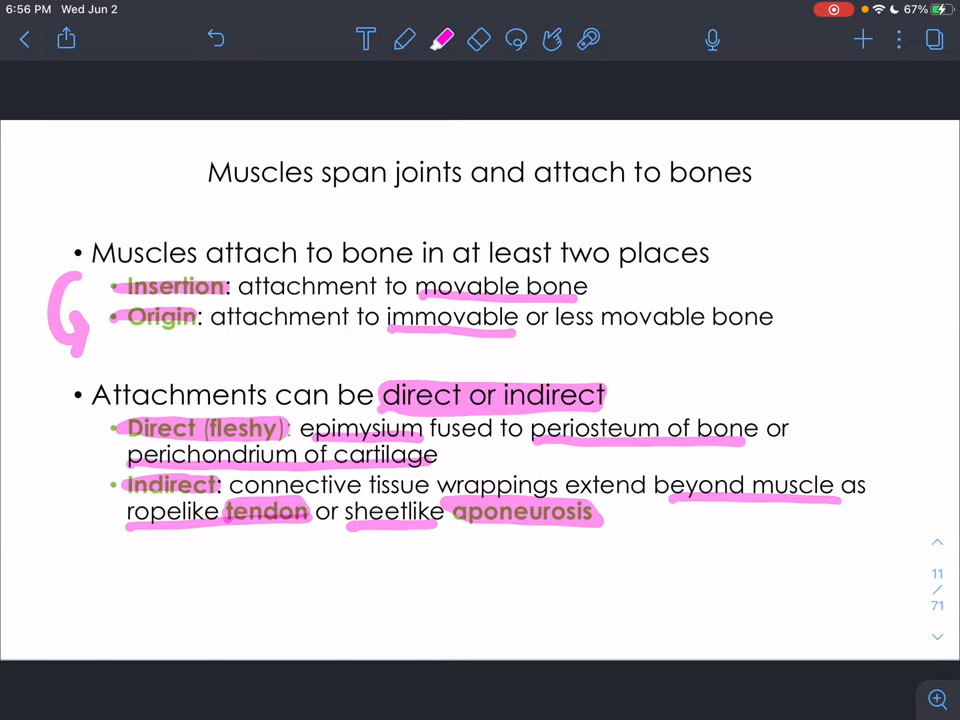 6:56 PM Wed Jun 2
67%
T
Muscles span joints and attach to bones
• Muscles attach to bone in at least two places
• Insertion: attachment to movable bone
• Origin: attachment to immovable or less movable bone
• Attachments can be direct or indirect
• Direct (fleshy): epimysium fused to periosteum of bone or
perichondrium of cartilage
• Indirect: connective tissue wrappings extend beyond muscle as
ropelike tendon or sheetlike aponeurosis
11
/
71